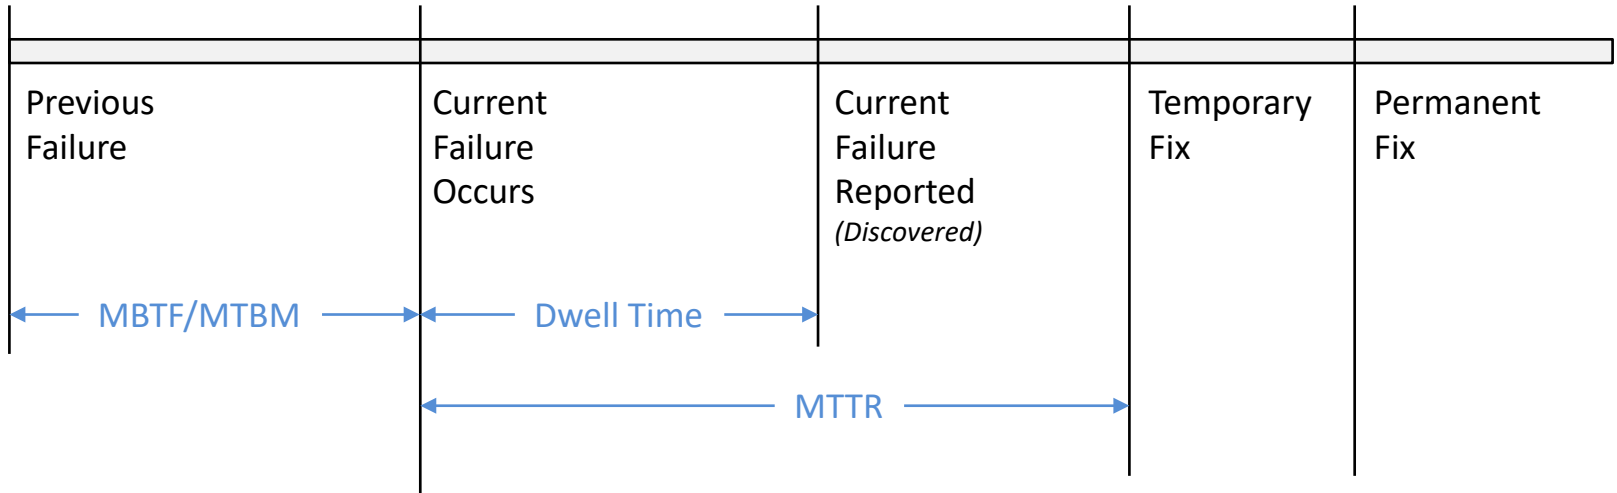 Previous
Failure
Current
Failure
Occurs
Current
Failure
Reported
(Discovered)
Temporary
Fix
Permanent
Fix
MBTF/MTBM
Dwell Time
MTTR